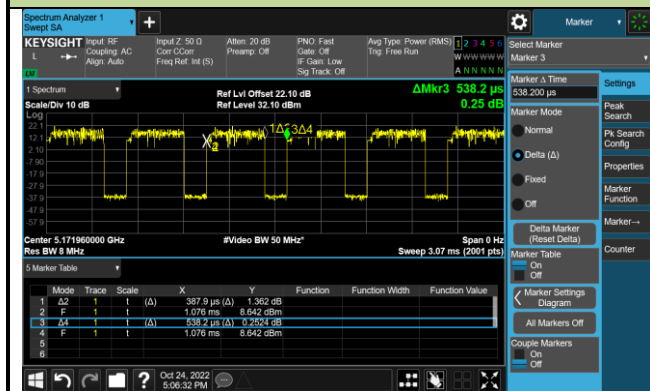 Spectrum Analyzer 1
Swept SA
Marker
KEYSIGHT Input: RF Input Z: 50 Ω Atten: 20 dB PNO: Fast Avg Type: Power (RMS) 1 2 3 4 5 6
L Coupling: AC Corr CCorr Preamp: Off Gate: Off Trig: Free Run W W W W W W
Align: Auto Freq Ref: Int (S) IF Gain: Low
Sig Track: Off A N N N N N
Select Marker
Marker 3
1 Spectrum
Ref Lvl Offset 22.10 dB ΔMkr3 538.2 µs
Scale/Div 10 dB Ref Level 32.10 dBm 0.25 dB
Log
22.1
12.1
2.10
-7.90
-17.9
-27.9
-37.9
-47.9
-57.9
Center 5.171960000 GHz #Video BW 50 MHz* Span 0 Hz
Res BW 8 MHz Sweep 3.07 ms (2001 pts)
5 Marker Table
Mode Trace Scale X Y Function Function Width Function Value
1 Δ2 1 t (Δ) 387.9 µs (Δ) 1.362 dB
2 F 1 t 1.076 ms 8.642 dBm
3 Δ4 1 t (Δ) 538.2 µs (Δ) 0.2524 dB
4 F 1 t 1.076 ms 8.642 dBm
5
6
Marker Δ Time
538.200 µs
Marker Mode
Normal
Delta (Δ)
Fixed
Off
Delta Marker
(Reset Delta)
Marker Table
On
Off
Marker Settings
Diagram
All Markers Off
Couple Markers
On
Off
Settings
Peak
Search
Pk Search
Config
Properties
Marker
Function
Marker→
Counter
Oct 24, 2022
5:06:32 PM